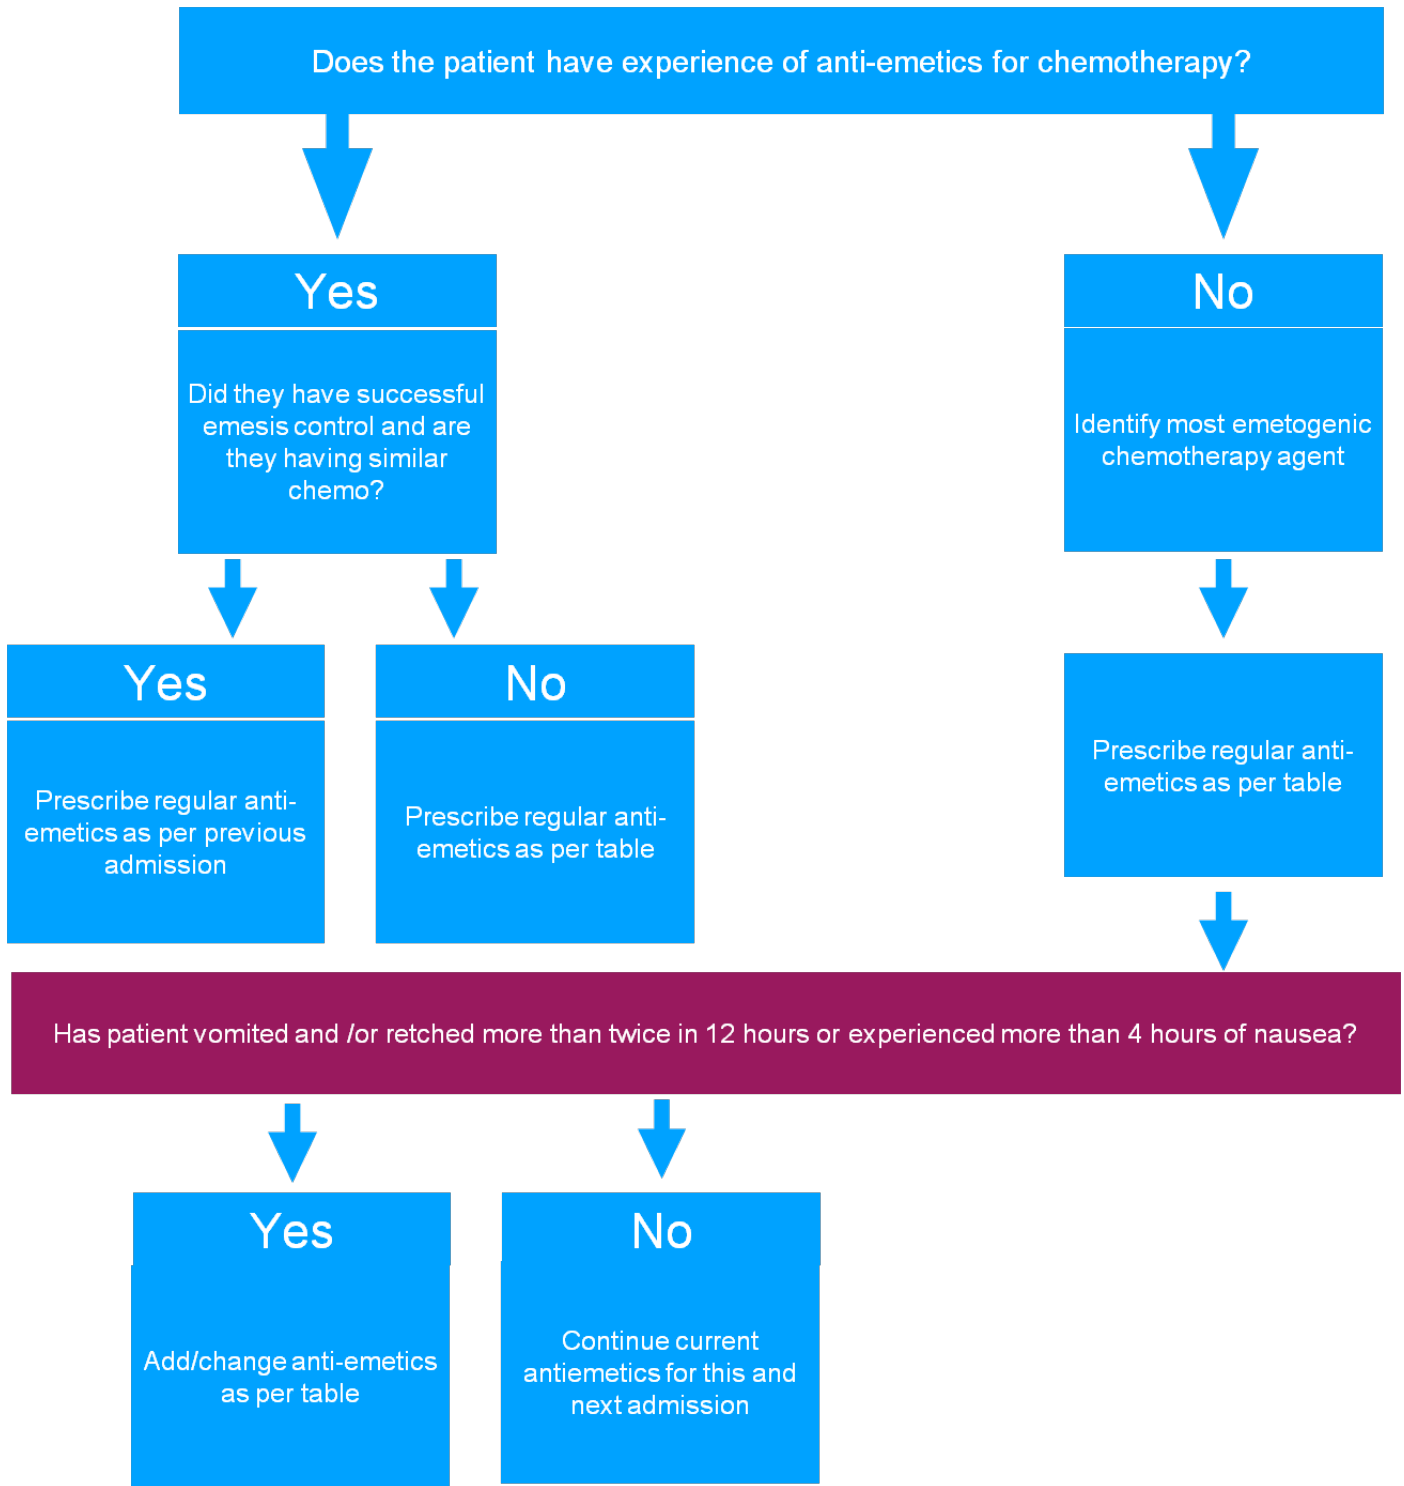 Does the patient have experience of anti-emetics for chemotherapy?
Yes
Did they have successful
emesis control and are
they having similar
chemo?
No
Identify most emetogenic
chemotherapy agent
Yes
Prescribe regular anti-
emetics as per previous
admission
No
Prescribe regular anti-
emetics as per table
Prescribe regular anti-
emetics as per table
Has patient vomited and /or retched more than twice in 12 hours or experienced more than 4 hours of nausea?
Yes
Add/change anti-emetics
as per table
No
Continue current
antiemetics for this and
next admission